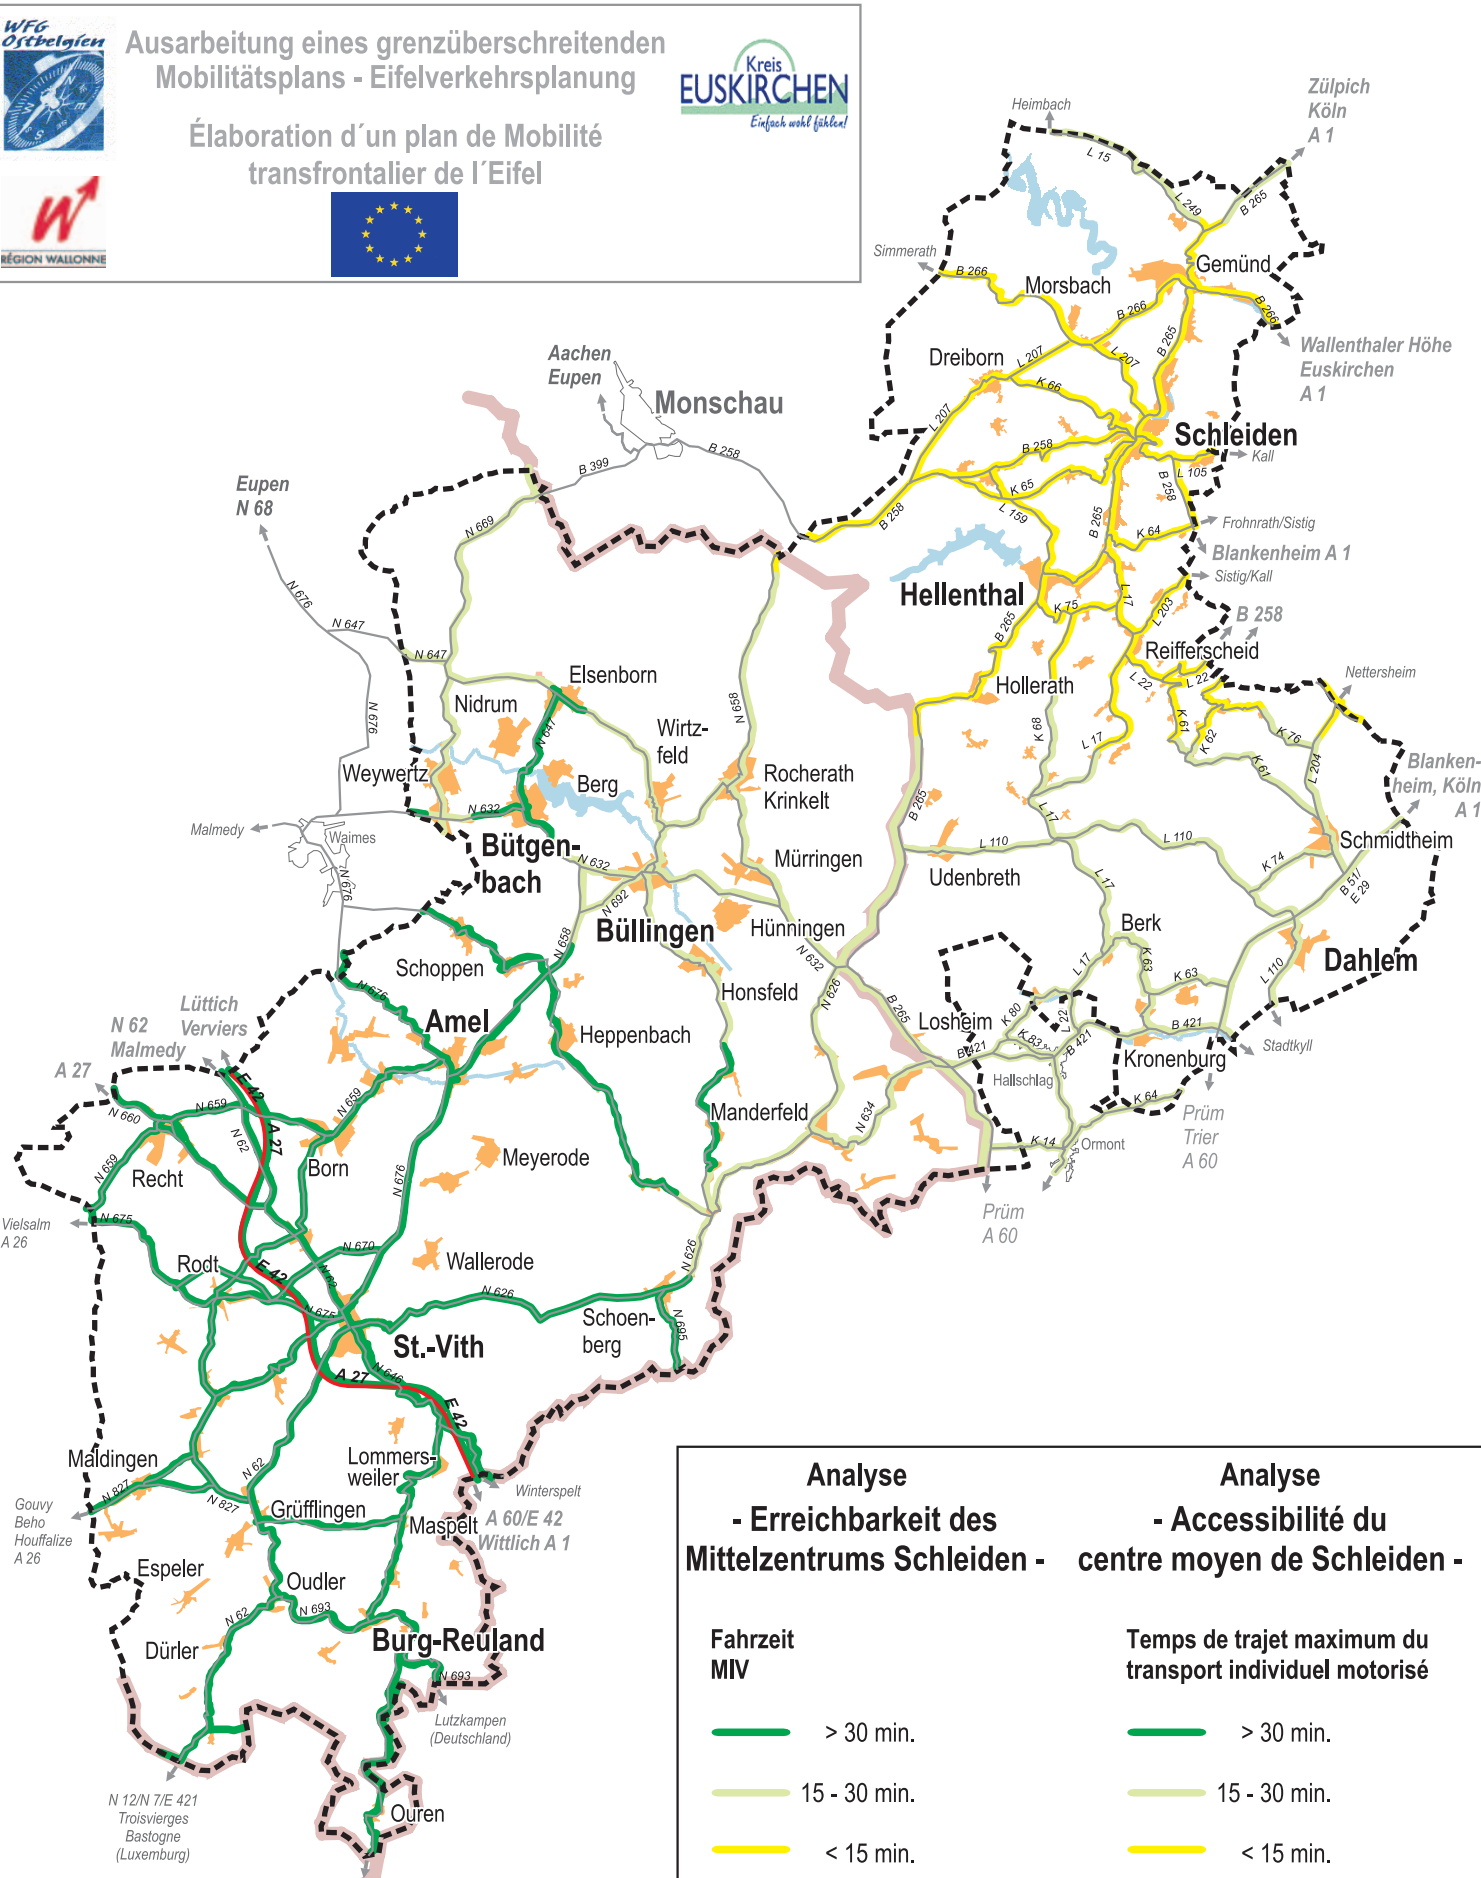 WFG
Ostbelgien
Ausarbeitung eines grenzüberschreitenden
Mobilitätsplans - Eifelverkehrsplanung
Élaboration d´un plan de Mobilité
transfrontalier de l´Eifel
Kreis
EUSKIRCHEN
Einfach wohl fühlen!
W
RÉGION WALLONNE
Zülpich
Köln
A 1
Heimbach
L 15
L 249
B 265
Simmerath
B 266
Morsbach
Gemünd
B 266
B 266
Wallenthaler Höhe
Euskirchen
A 1
Dreiborn
L 207
L 207
B 265
K 66
L 207
Aachen
Eupen
Monschau
B 258
B 399
Schleiden
Kall
B 258
L 105
B 258
K 65
L 159
B 258
B 265
K 64
Frohnrath/Sistig
Blankenheim A 1
Sistig/Kall
Eupen
N 68
N 669
N 676
N 647
N 647
Hellenthal
K 75
L 17
L 203
B 258
B 265
Reifferscheid
L 22
L 22
Nettersheim
Hollerath
K 68
L 17
K 61
K 62
K 76
K 61
L 204
Blanken-
heim, Köln
A 1
Elsenborn
Nidrum
N 647
N 658
Wirtz-
feld
N 676
Weywertz
Berg
Rocherath
Krinkelt
B 265
L 17
N 632
Malmedy
Waimes
Bütgen-
bach
N 632
Mürringen
L 110
L 110
Udenbreth
Schmidtheim
K 74
B 51/
E 29
N 676
N 692
L 17
Büllingen
Hünningen
Berk
N 658
N 632
Schoppen
K 63
K 63
L 17
Dahlem
L 110
N 676
Honsfeld
N 626
B 265
Losheim
K 80
L 22
B 421
Lüttich
Verviers
Amel
Heppenbach
N 62
Malmedy
B 421
K 83
B 421
Kronenburg
Stadtkyll
A 27
E 42
Hallschlag
N 660
N 659
N 659
N 62
A 27
Manderfeld
N 634
K 64
Prüm
Trier
A 60
K 14
Ormont
N 659
Recht
Born
Meyerode
N 676
Vielsalm
A 26
N 675
Prüm
A 60
Rodt
E 42
N 670
N 62
Wallerode
N 626
N 626
N 675
Schoen-
berg
N 695
St.-Vith
A 27
N 646
E 42
Maldingen
N 827
N 827
N 62
Lommers-
weiler
Winterspelt
Gouvy
Beho
Houffalize
A 26
Grüfflingen
Maspelt
A 60/E 42
Wittlich A 1
Espeler
Oudler
N 62
N 693
Dürler
Burg-Reuland
N 693
Lutzkampen
(Deutschland)
N 12/N 7/E 421
Troisvierges
Bastogne
(Luxemburg)
Ouren
Analyse
- Erreichbarkeit des
Mittelzentrums Schleiden -
Fahrzeit
MIV
> 30 min.
15 - 30 min.
< 15 min.
Analyse
- Accessibilité du
centre moyen de Schleiden -
Temps de trajet maximum du
transport individuel motorisé
> 30 min.
15 - 30 min.
< 15 min.